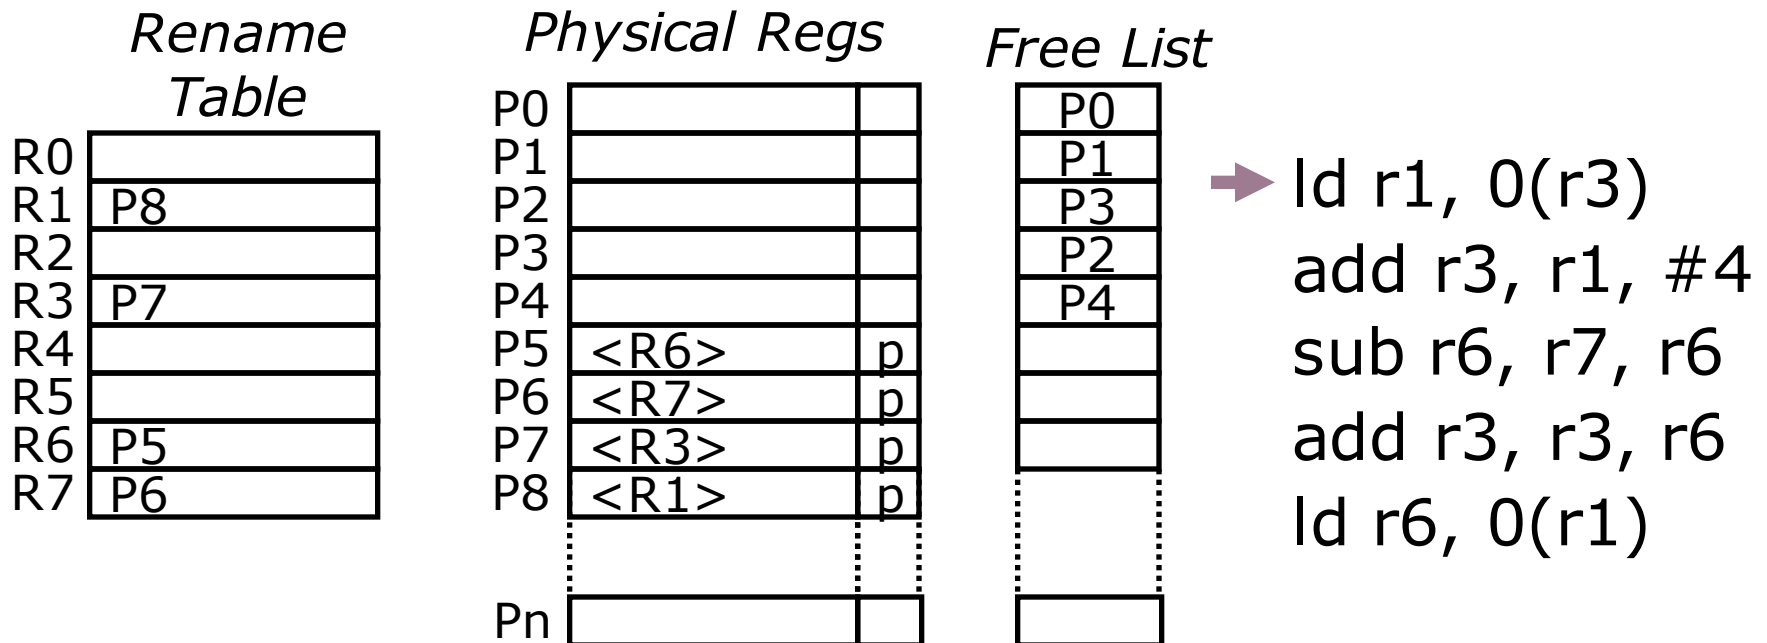 Rename
Table
R0
R1 P8
R2
R3 P7
R4
R5
R6 P5
R7 P6
Physical Regs
P0
P1
P2
P3
P4
P5 <R6> p
P6 <R7> p
P7 <R3> p
P8 <R1> p
Pn
Free List
P0
P1
P3
P2
P4
ld r1, 0(r3)
add r3, r1, #4
sub r6, r7, r6
add r3, r3, r6
ld r6, 0(r1)